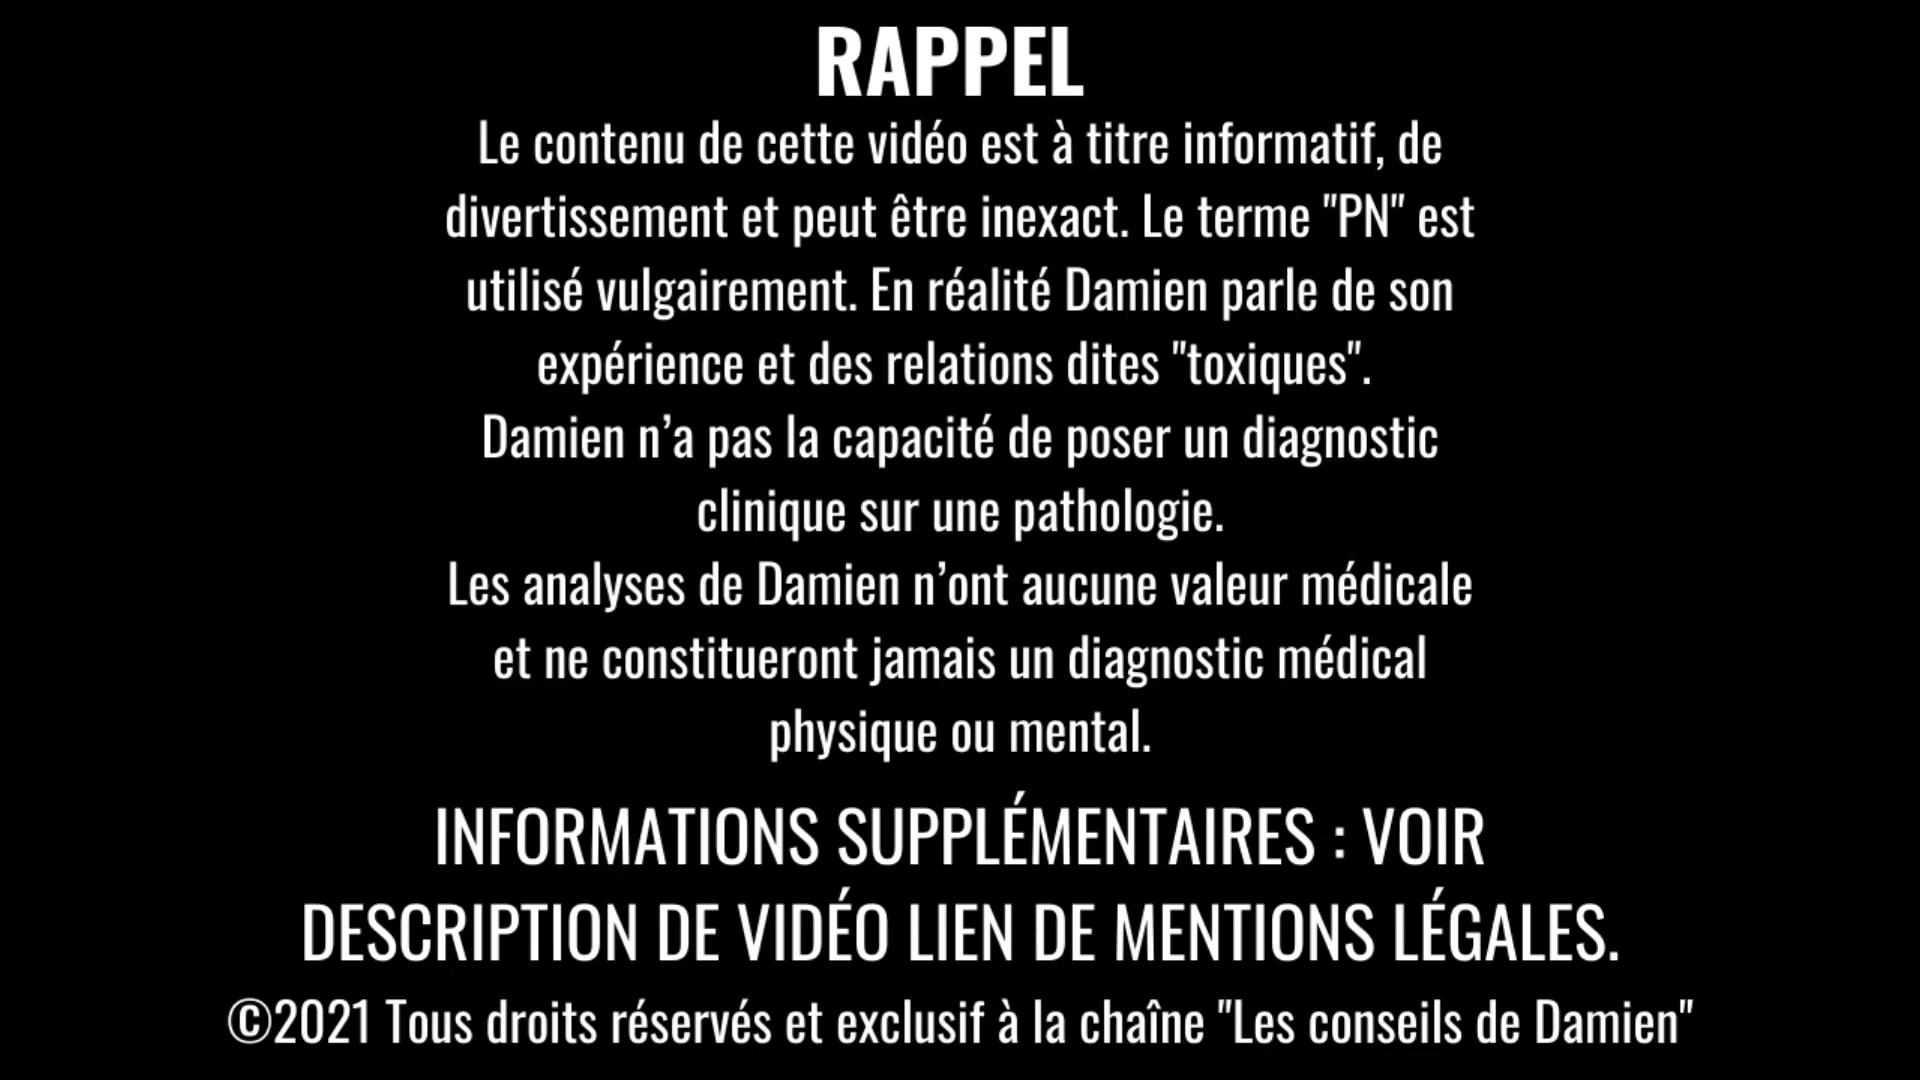 RAPPEL
Le contenu de cette vidéo est à titre informatif, de
divertissement et peut être inexact. Le terme "PN" est
utilisé vulgairement. En réalité Damien parle de son
expérience et des relations dites "toxiques".
Damien n’a pas la capacité de poser un diagnostic
clinique sur une pathologie.
Les analyses de Damien n’ont aucune valeur médicale
et ne constitueront jamais un diagnostic médical
physique ou mental.
INFORMATIONS SUPPLÉMENTAIRES : VOIR
DESCRIPTION DE VIDÉO LIEN DE MENTIONS LÉGALES.
©2021 Tous droits réservés et exclusif à la chaîne "Les conseils de Damien"